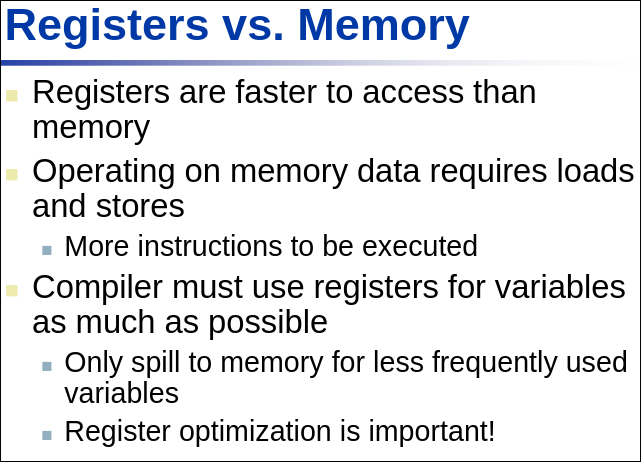 Registers vs. Memory
Registers are faster to access than
memory
Operating on memory data requires loads
and stores
More instructions to be executed
Compiler must use registers for variables
as much as possible
Only spill to memory for less frequently used
variables
Register optimization is important!